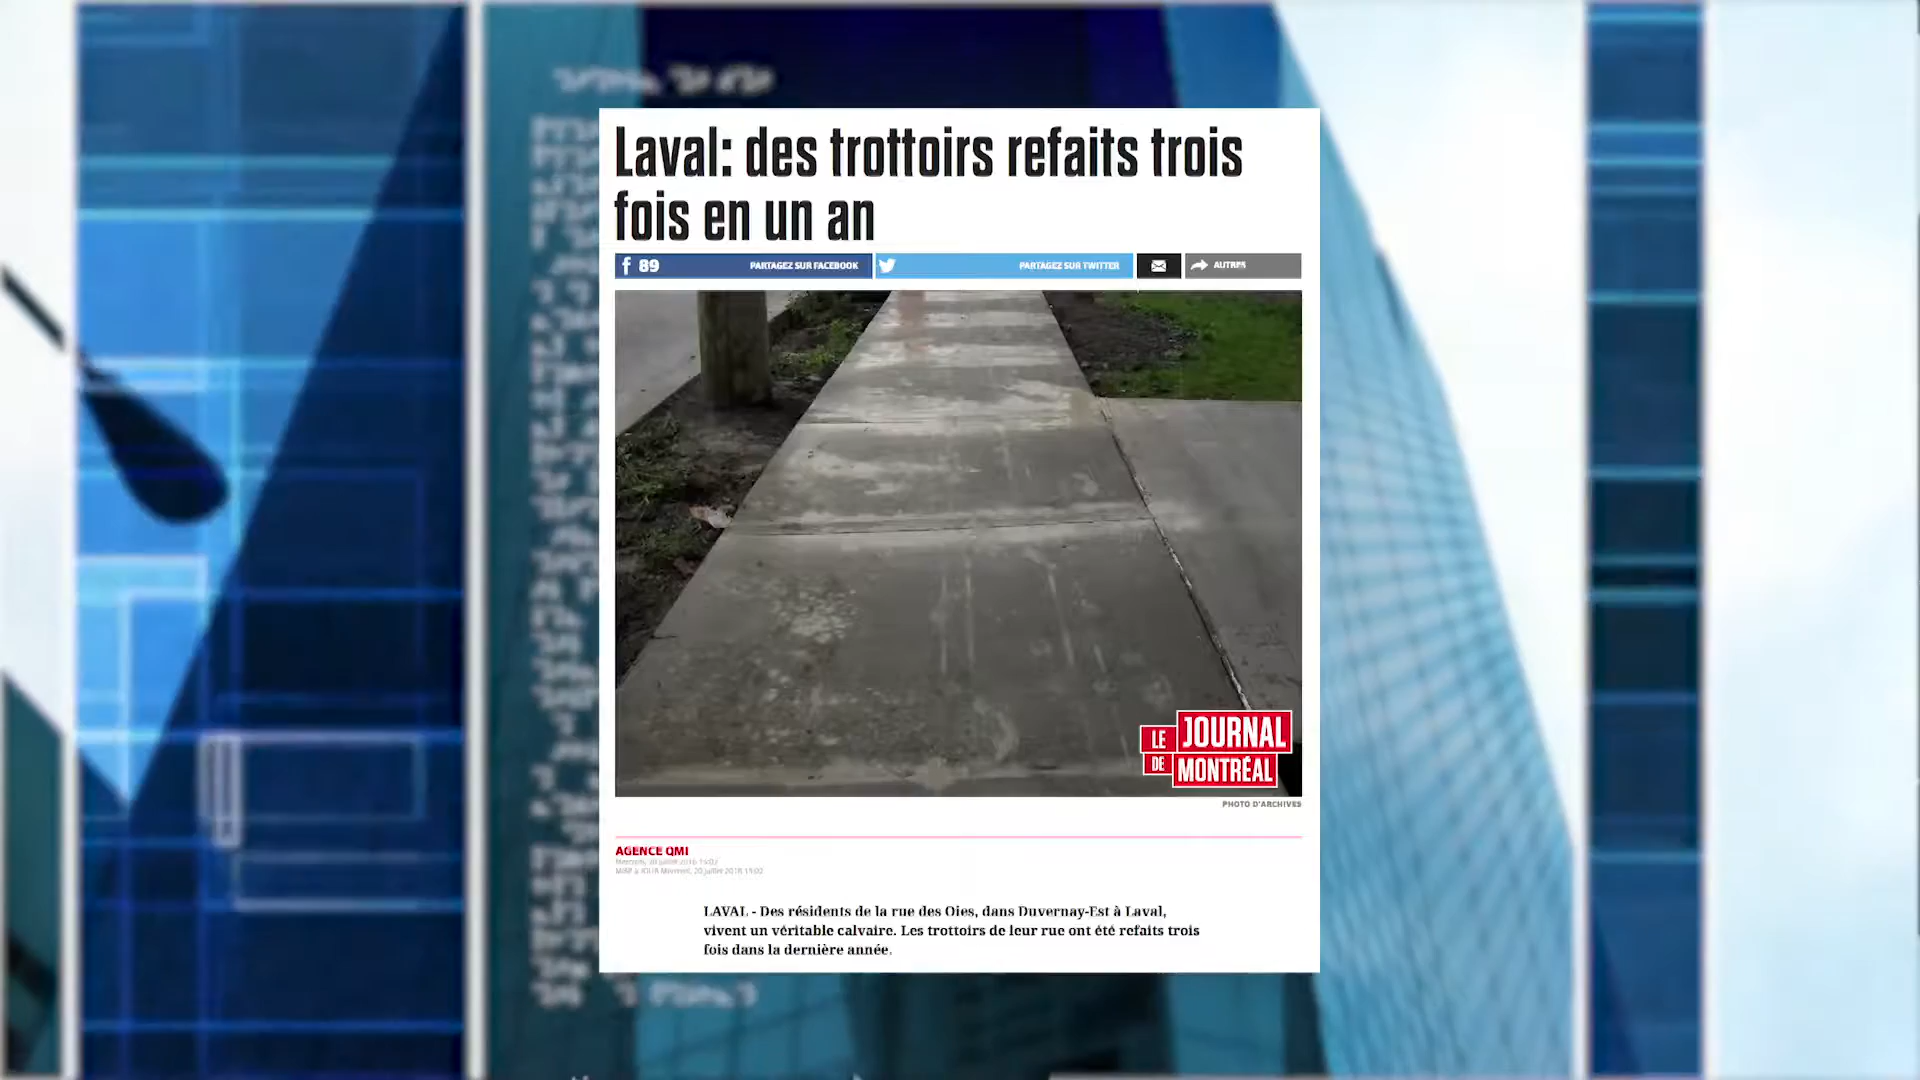 Laval: des trottoirs refaits trois
fois en un an
89 PARTAGEZ SUR FACEBOOK PARTAGEZ SUR TWITTER AUTRES
LE JOURNAL
DE MONTRÉAL
PHOTO D'ARCHIVES
AGENCE QMI
LAVAL - Des résidents de la rue des Oies, dans Duvernay-Est à Laval,
vivent un véritable calvaire. Les trottoirs de leur rue ont été refaits trois
fois dans la dernière année.